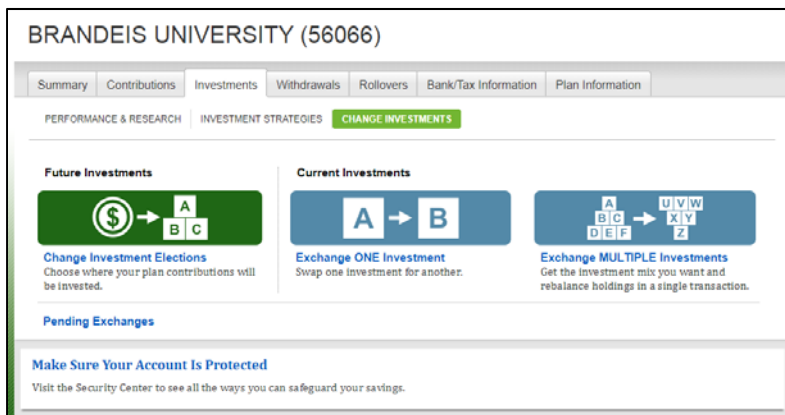 BRANDEIS UNIVERSITY (56066)
Summary Contributions Investments Withdrawals Rollovers Bank/Tax Information Plan Information
PERFORMANCE & RESEARCH INVESTMENT STRATEGIES CHANGE INVESTMENTS
Future Investments
$ A
B C
Change Investment Elections
Choose where your plan contributions will
be invested.
Current Investments
A B
Exchange ONE Investment
Swap one investment for another.
A U V W
B C X Y
D E F Z
Exchange MULTIPLE Investments
Get the investment mix you want and
rebalance holdings in a single transaction.
Pending Exchanges
Make Sure Your Account Is Protected
Visit the Security Center to see all the ways you can safeguard your savings.